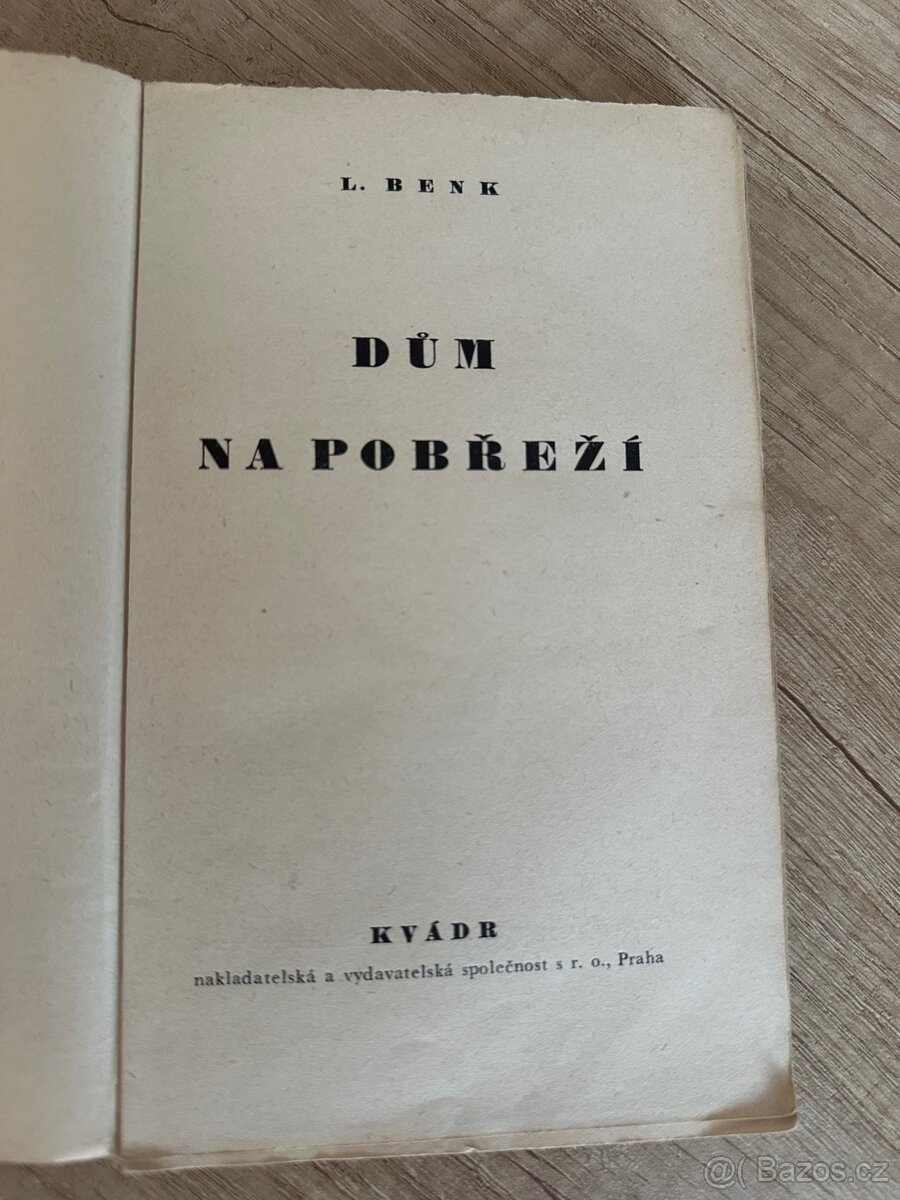 L. BENK
DŮM
NA POBŘEŽÍ
KVÁDR
nakladatelská a vydavatelská společnost s r. o., Praha
@( Bazos.cz